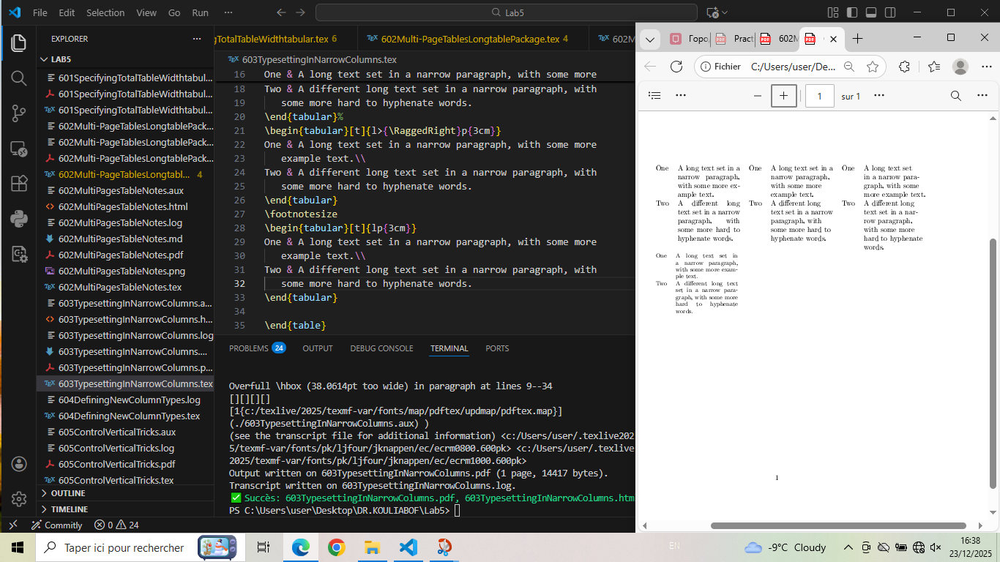 File Edit Selection View Go Run ··· Lab5
EXPLORER ···
LAB5
601SpecifyingTotalTableWidthtabul...
601SpecifyingTotalTableWidthtabul...
601SpecifyingTotalTableWidthtabul...
602Multi-PageTablesLongtablePack...
602Multi-PageTablesLongtablePack...
602Multi-PageTablesLongtablePack...
602Multi-PageTablesLongtabl... 4
602MultiPagesTableNotes.aux
602MultiPagesTableNotes.html
602MultiPagesTableNotes.log
602MultiPagesTableNotes.md
602MultiPagesTableNotes.pdf
602MultiPagesTableNotes.png
602MultiPagesTableNotes.tex
603TypesettingInNarrowColumns.a...
603TypesettingInNarrowColumns.h...
603TypesettingInNarrowColumns.log
603TypesettingInNarrowColumns....
603TypesettingInNarrowColumns.p...
603TypesettingInNarrowColumns.tex
604DefiningNewColumnTypes.log
604DefiningNewColumnTypes.tex
605ControlVerticalTricks.aux
605ControlVerticalTricks.log
605ControlVerticalTricks.pdf
605ControlVerticalTricks.tex
OUTLINE
TIMELINE
gTotalTableWidthtabular.tex 6 602Multi-PageTablesLongtablePackage.tex 4 602M
603TypesettingInNarrowColumns.tex
16 One & A long text set in a narrow paragraph, with some more
18 Two & A different long text set in a narrow paragraph, with
19 some more hard to hyphenate words.
20 \end{tabular}%
21 \begin{tabular}[t]{l>{\RaggedRight}p{3cm}}
22 One & A long text set in a narrow paragraph, with some more
23 example text.\\
24 Two & A different long text set in a narrow paragraph, with
25 some more hard to hyphenate words.
26 \end{tabular}
27 \footnotesize
28 \begin{tabular}[t]{lp{3cm}}
29 One & A long text set in a narrow paragraph, with some more
30 example text.\\
31 Two & A different long text set in a narrow paragraph, with
32 some more hard to hyphenate words.
33 \end{tabular}
34
35 \end{table}
PROBLEMS 24 OUTPUT DEBUG CONSOLE TERMINAL PORTS
Overfull \hbox (38.0614pt too wide) in paragraph at lines 9--34
[][][][]
[1{c:/texlive/2025/texmf-var/fonts/map/pdftex/updmap/pdftex.map}]
(./603TypesettingInNarrowColumns.aux) )
(see the transcript file for additional information) <c:/Users/user/.texlive202
5/texmf-var/fonts/pk/ljfour/jknappen/ec/ecrm0800.600pk> <c:/Users/user/.texlive
2025/texmf-var/fonts/pk/ljfour/jknappen/ec/ecrm1000.600pk>
Output written on 603TypesettingInNarrowColumns.pdf (1 page, 14417 bytes).
Transcript written on 603TypesettingInNarrowColumns.log.
Succès: 603TypesettingInNarrowColumns.pdf, 603TypesettingInNarrowColumns.htm
PS C:\Users\user\Desktop\DR.KOULIABOF\Lab5>
Commitly 0 24
Горо Pract 602M
Fichier C:/Users/user/De...
1 sur 1
One A long text set in a
narrow paragraph,
with some more ex-
ample text.
Two A different long
text set in a narrow
paragraph, with
some more hard to
hyphenate words.
One A long text set in a
narrow paragraph,
with some more
example text.
Two A different long
text set in a narrow
paragraph, with
some more hard to
hyphenate words.
One A long text set
in a narrow para-
graph, with some
more example text.
Two A different long
text set in a nar-
row paragraph,
with some more
hard to hyphenate
words.
One A long text set in
a narrow paragraph,
with some more exam-
ple text.
Two A different long text
set in a narrow para-
graph, with some more
hard to hyphenate
words.
1
Taper ici pour rechercher
EN
-9°C Cloudy
16:38
23/12/2025